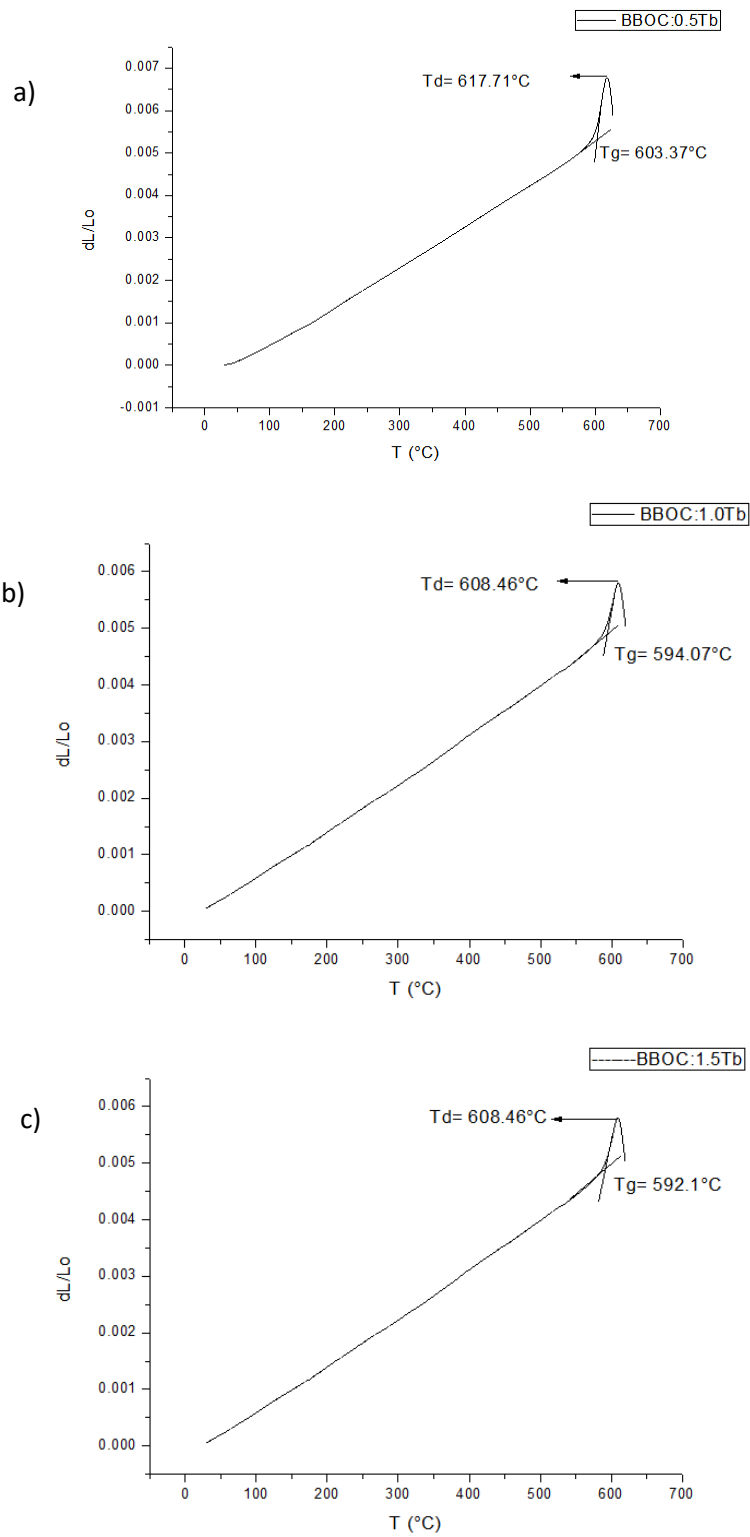 BBOC:0.5Tb
a)
0.007
0.006
0.005
0.004
0.003
0.002
0.001
0.000
-0.001
dL/Lo
Td= 617.71°C
Tg= 603.37°C
0 100 200 300 400 500 600 700
T (°C)
BBOC:1.0Tb
b)
0.006
0.005
0.004
0.003
0.002
0.001
0.000
dL/Lo
Td= 608.46°C
Tg= 594.07°C
0 100 200 300 400 500 600 700
T (°C)
BBOC:1.5Tb
c)
0.006
0.005
0.004
0.003
0.002
0.001
0.000
dL/Lo
Td= 608.46°C
Tg= 592.1°C
0 100 200 300 400 500 600 700
T (°C)